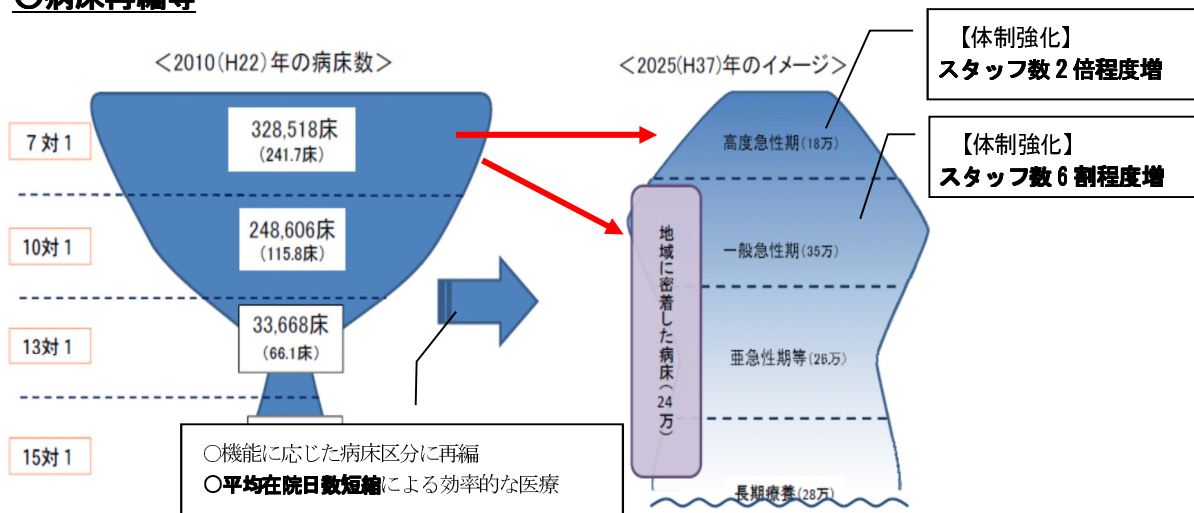 ○病床再編等
＜2010(H22)年の病床数＞
＜2025(H37)年のイメージ＞
【体制強化】
スタッフ数2倍程度増
【体制強化】
スタッフ数6割程度増
7対1
328,518床
(241.7床)
高度急性期(18万)
10対1
248,606床
(115.8床)
一般急性期(35万)
地域に密着した病床(24万)
13対1
33,668床
(66.1床)
亜急性期等(26万)
15対1
○機能に応じた病床区分に再編
○平均在院日数短縮による効率的な医療
長期療養(28万)